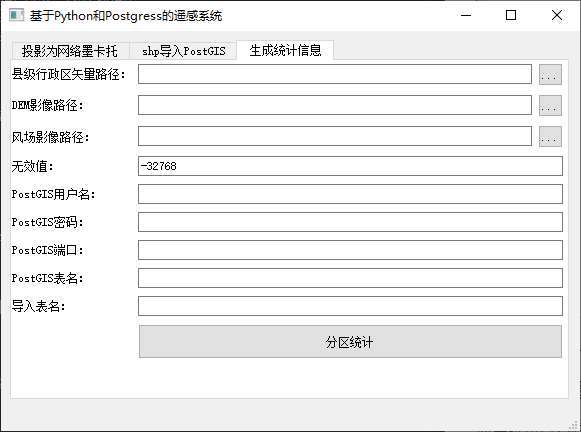 基于Python和Postgress的遥感系统
投影为网络墨卡托 shp导入PostGIS 生成统计信息
县级行政区矢量路径: ...
DEM影像路径: ...
风场影像路径: ...
无效值: -32768
PostGIS用户名:
PostGIS密码:
PostGIS端口:
PostGIS表名:
导入表名:
分区统计